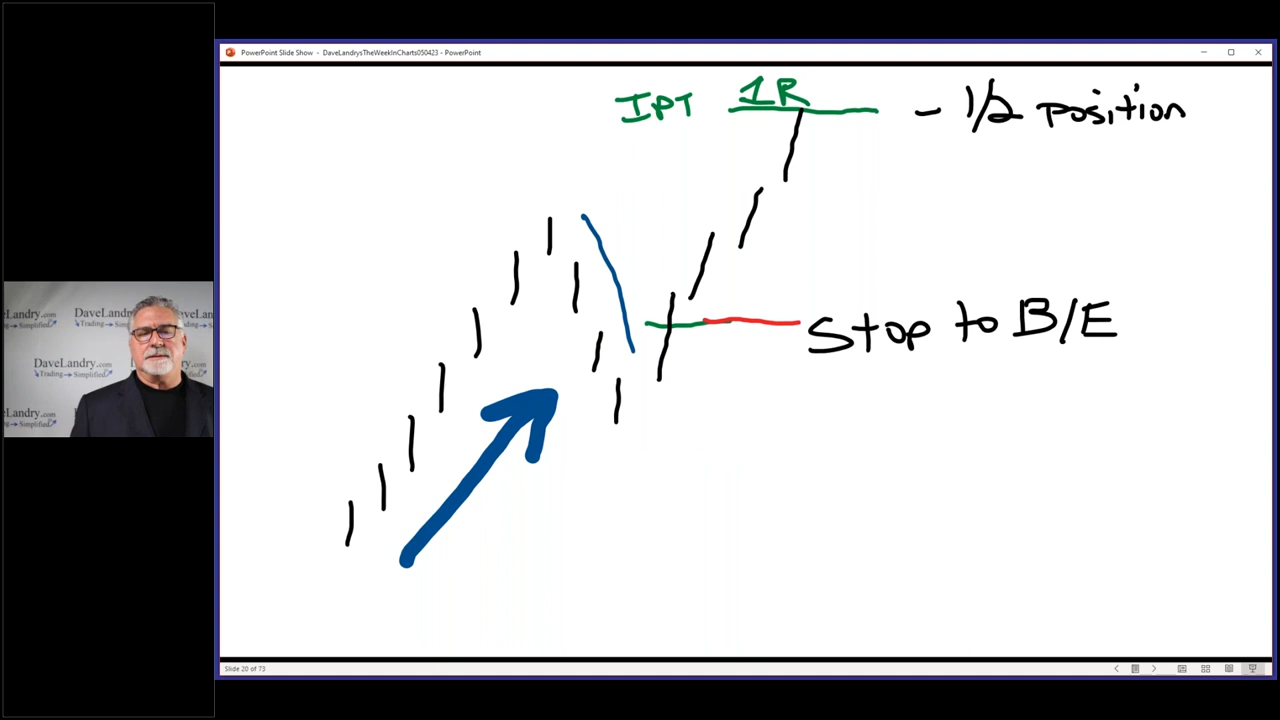 PowerPoint Slide Show - DaveLandrysTheWeekInCharts050423 - PowerPoint
IPT 1R - 1/2 position
Stop to B/E
DaveLandry.com
Trading Simplified
Slide 20 of 73